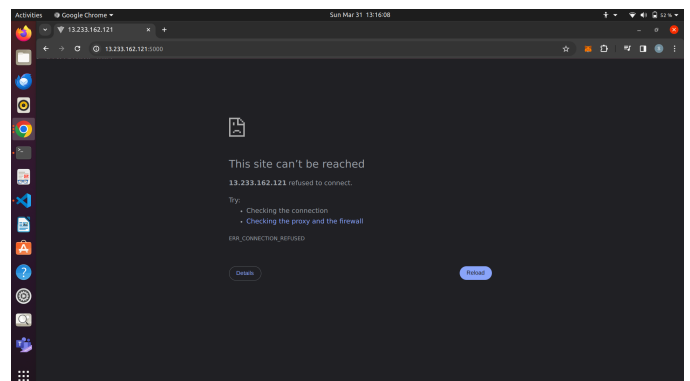 Activities
Google Chrome
Sun Mar 31 13:16:08
52 %
13.233.162.121
13.233.162.121:5000
This site can't be reached
13.233.162.121 refused to connect.
Try:
• Checking the connection
• Checking the proxy and the firewall
ERR_CONNECTION_REFUSED
Details
Reload